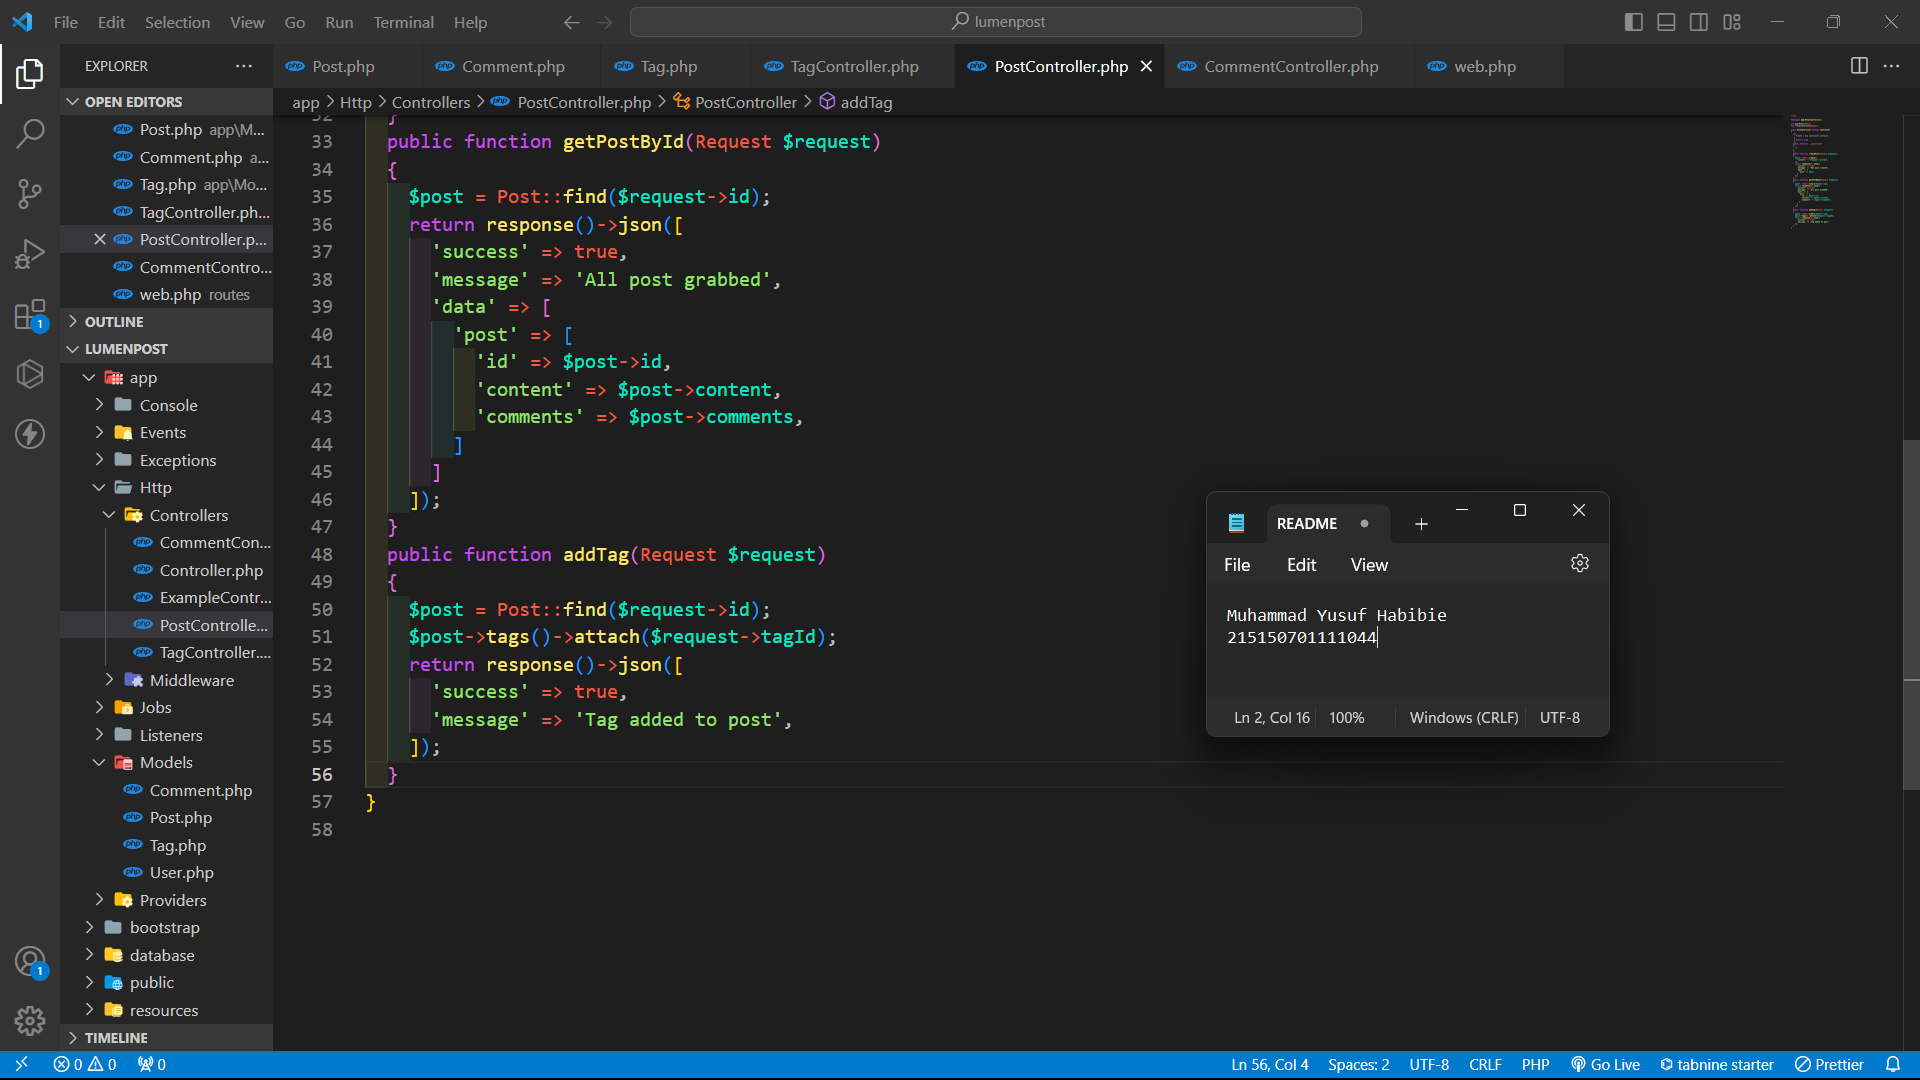 File Edit Selection View Go Run Terminal Help
lumenpost
EXPLORER
OPEN EDITORS
Post.php app\M...
Comment.php a...
Tag.php app\Mo...
TagController.ph...
PostController.p...
CommentContro...
web.php routes
OUTLINE
LUMENPOST
app
Console
Events
Exceptions
Http
Controllers
CommentCon...
Controller.php
ExampleContr...
PostControlle...
TagController....
Middleware
Jobs
Listeners
Models
Comment.php
Post.php
Tag.php
User.php
Providers
bootstrap
database
public
resources
TIMELINE
1
1
Post.php Comment.php Tag.php TagController.php PostController.php CommentController.php web.php
app > Http > Controllers > PostController.php > PostController > addTag
32 }
33 public function getPostById(Request $request)
34 {
35 $post = Post::find($request->id);
36 return response()->json([
37 'success' => true,
38 'message' => 'All post grabbed',
39 'data' => [
40 'post' => [
41 'id' => $post->id,
42 'content' => $post->content,
43 'comments' => $post->comments,
44 ]
45 ]
46 ]);
47 }
48 public function addTag(Request $request)
49 {
50 $post = Post::find($request->id);
51 $post->tags()->attach($request->tagId);
52 return response()->json([
53 'success' => true,
54 'message' => 'Tag added to post',
55 ]);
56 }
57 }
58
README
File Edit View
Muhammad Yusuf Habibie
215150701111044
Ln 2, Col 16 100% Windows (CRLF) UTF-8
0 0 0 Ln 56, Col 4 Spaces: 2 UTF-8 CRLF PHP Go Live tabnine starter Prettier